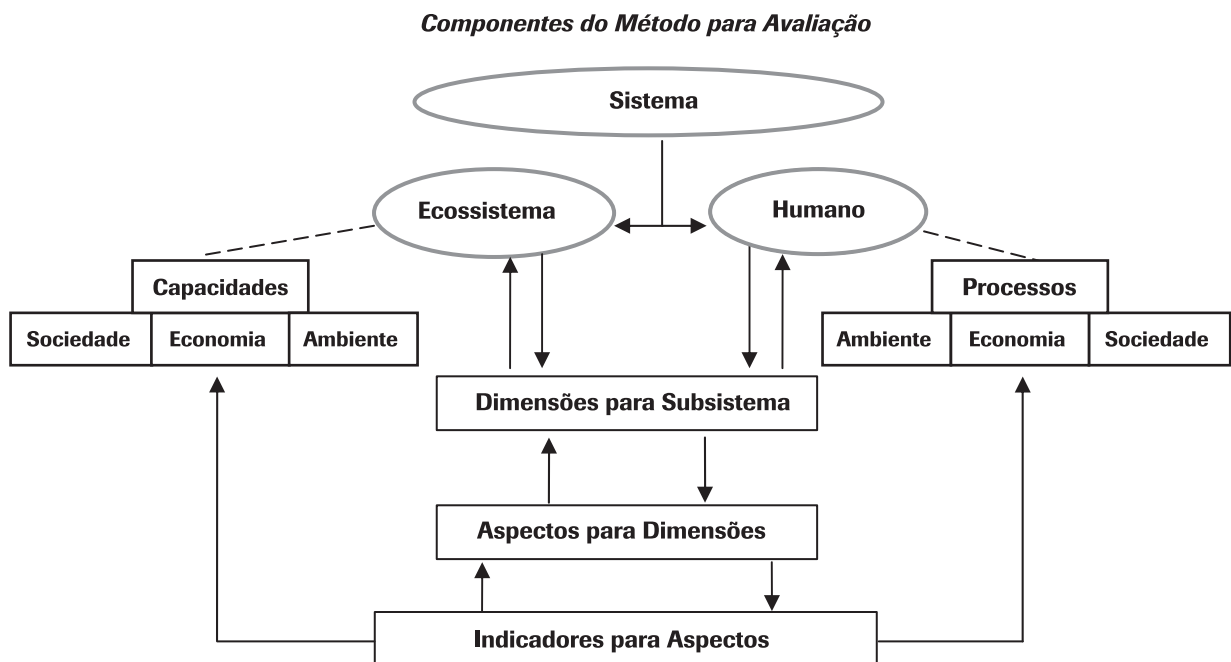 Componentes do Método para Avaliação
Sistema
Ecossistema
Humano
Capacidades
Sociedade Economia Ambiente
Processos
Ambiente Economia Sociedade
Dimensões para Subsistema
Aspectos para Dimensões
Indicadores para Aspectos